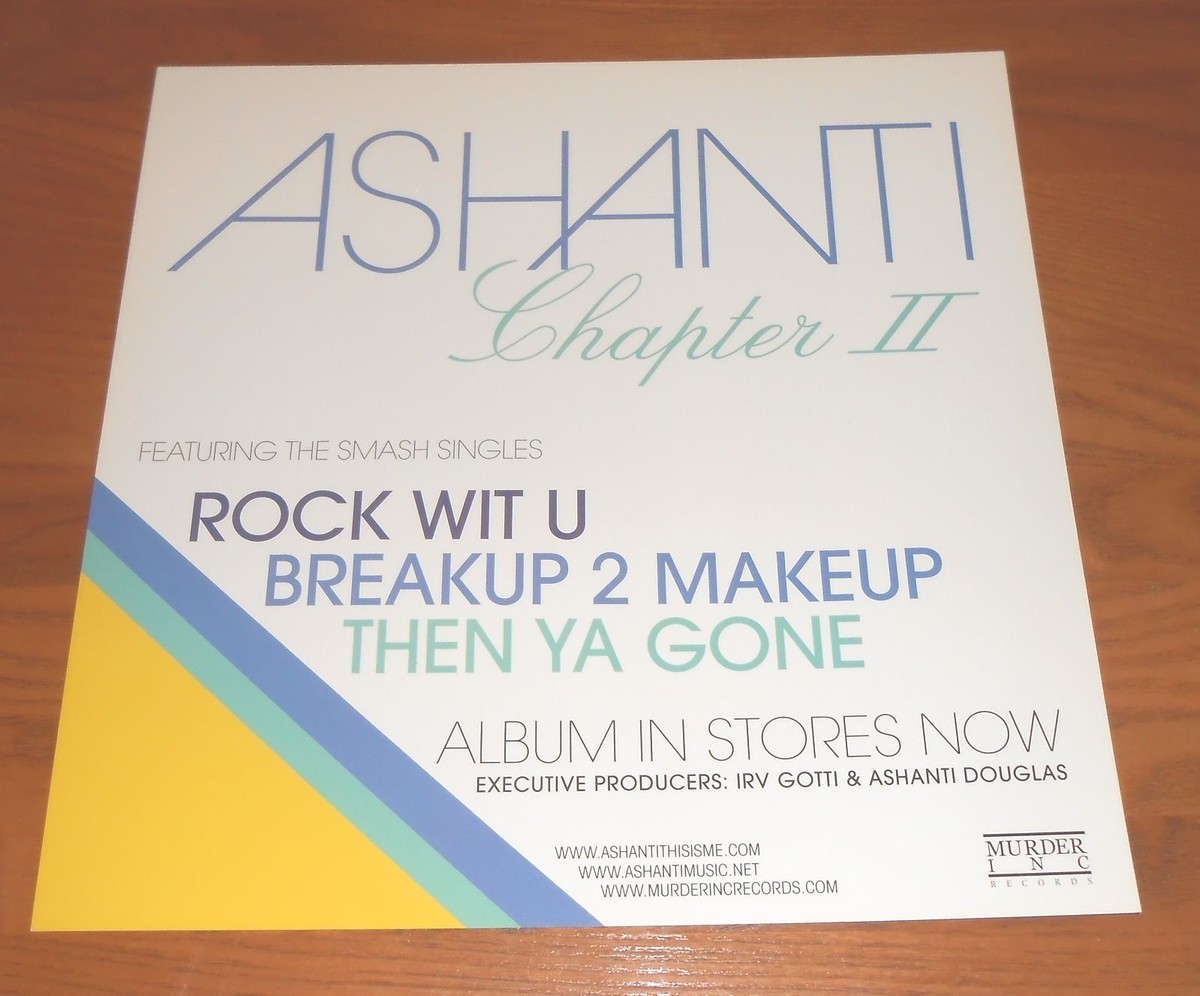 ASHANTI
Chapter II
FEATURING THE SMASH SINGLES
ROCK WIT U
BREAKUP 2 MAKEUP
THEN YA GONE
ALBUM IN STORES NOW
EXECUTIVE PRODUCERS: IRV GOTTI & ASHANTI DOUGLAS
WWW.ASHANTITHISISME.COM
WWW.ASHANTIMUSIC.NET
WWW.MURDERINCRECORDS.COM
MURDER
INC
RECORDS